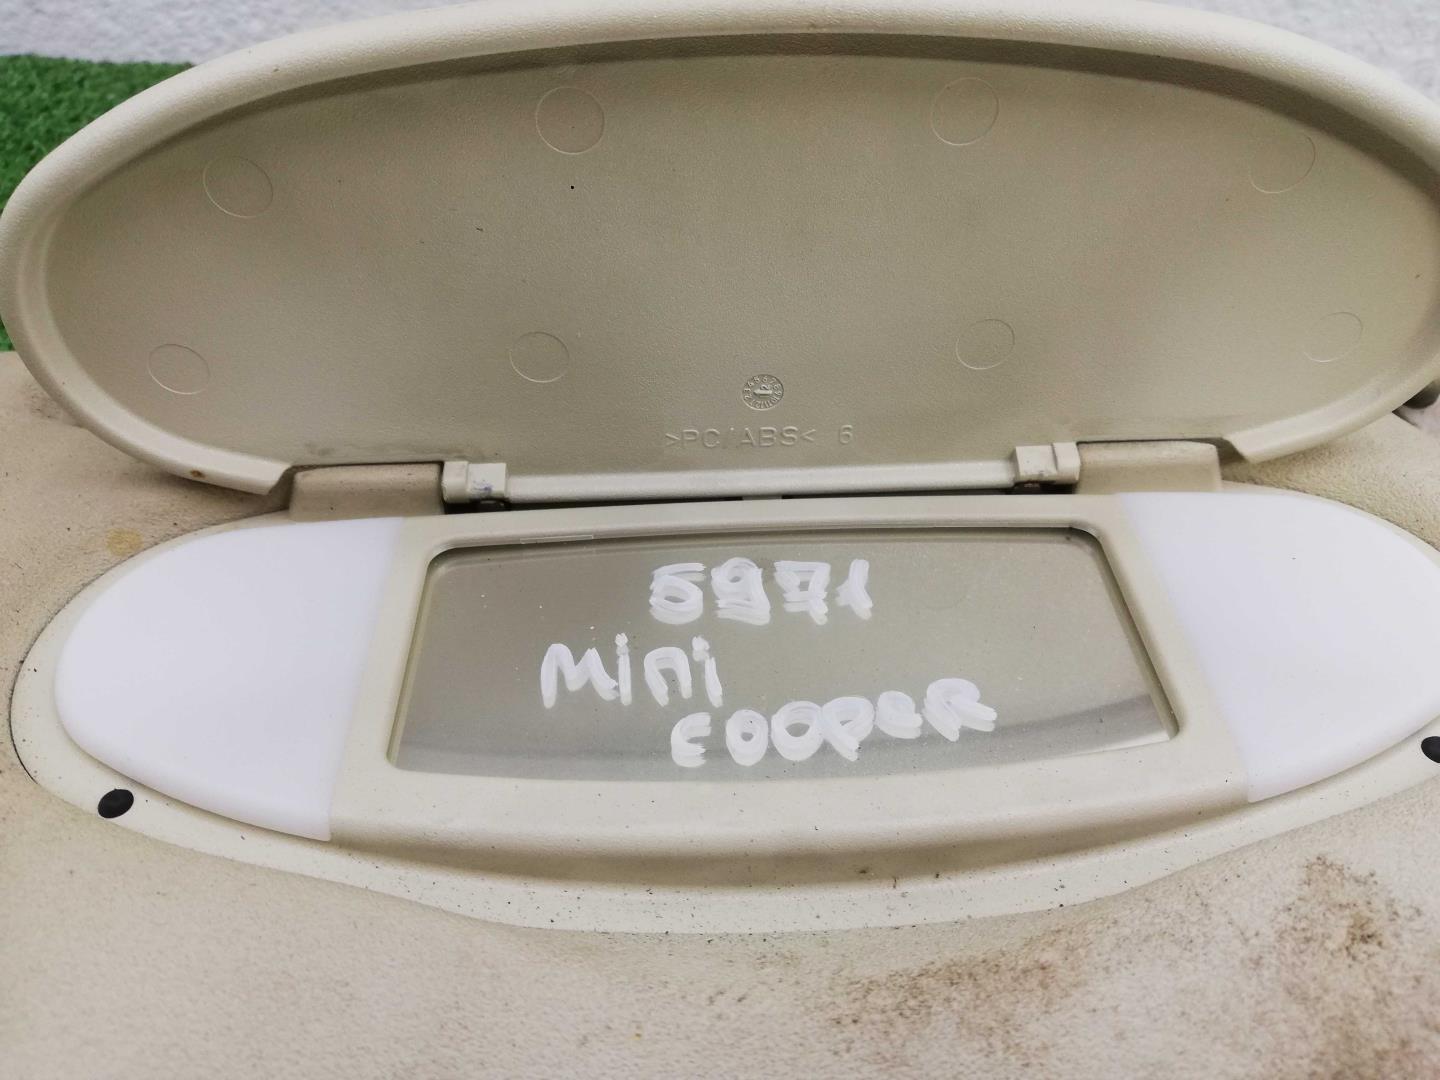 >PC/ABS< 6
5971
Mini
COOPER